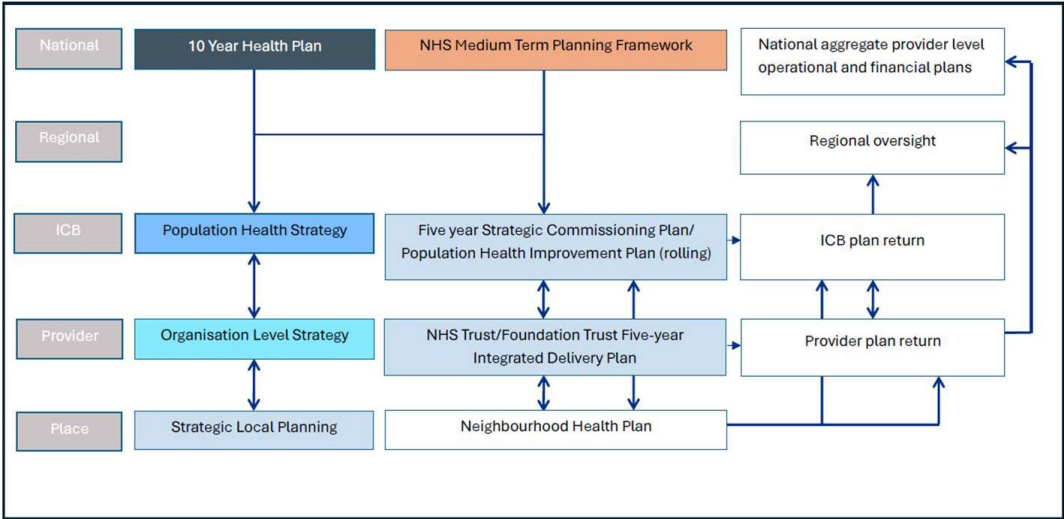 National
10 Year Health Plan
NHS Medium Term Planning Framework
National aggregate provider level
operational and financial plans
Regional
Regional oversight
ICB
Population Health Strategy
Five year Strategic Commissioning Plan/
Population Health Improvement Plan (rolling)
ICB plan return
Provider
Organisation Level Strategy
NHS Trust/Foundation Trust Five-year
Integrated Delivery Plan
Provider plan return
Place
Strategic Local Planning
Neighbourhood Health Plan